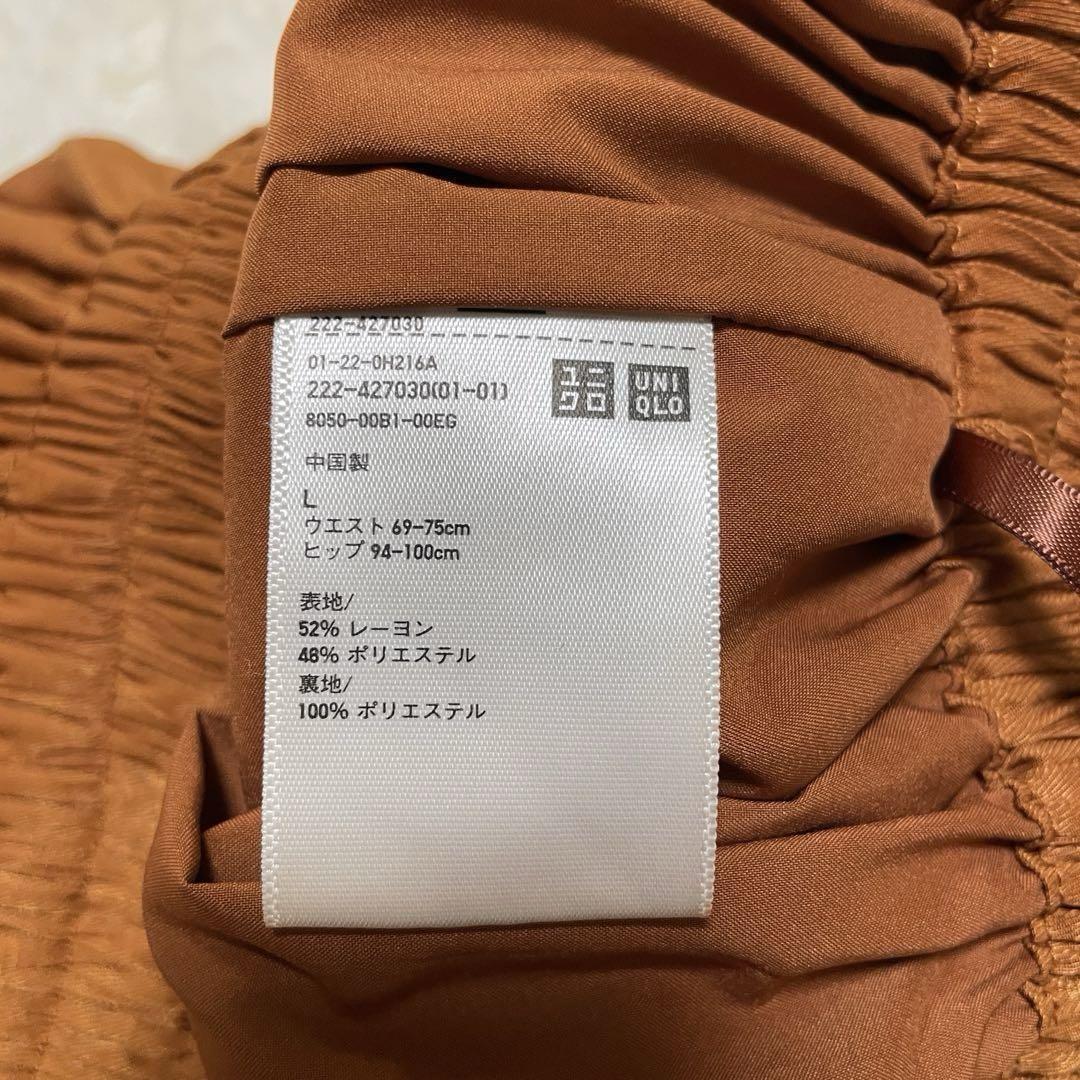 222-427030
01-22-0H216A
222-427030(01-01)
8050-00B1-00EG
ユニ
クロ
UNI
QLO
中国製
L
ウエスト 69-75cm
ヒップ 94-100cm
表地/
52% レーヨン
48% ポリエステル
裏地/
100% ポリエステル